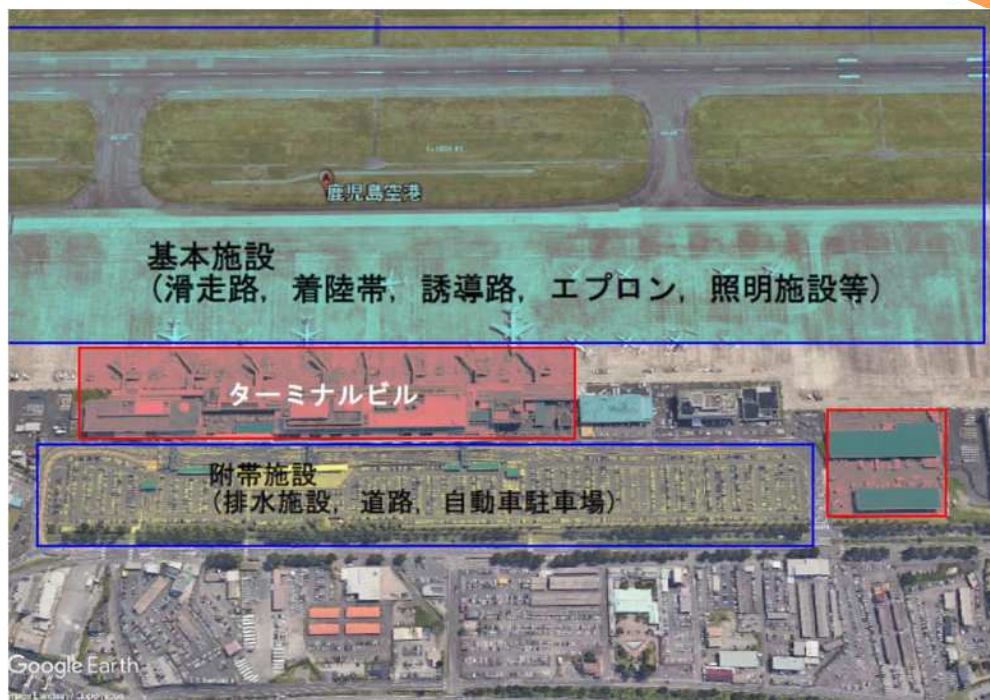 鹿児島空港
基本施設
(滑走路, 着陸帯, 誘導路, エプロン, 照明施設等)
ターミナルビル
附帯施設
(排水施設, 道路, 自動車駐車場)
Google Earth